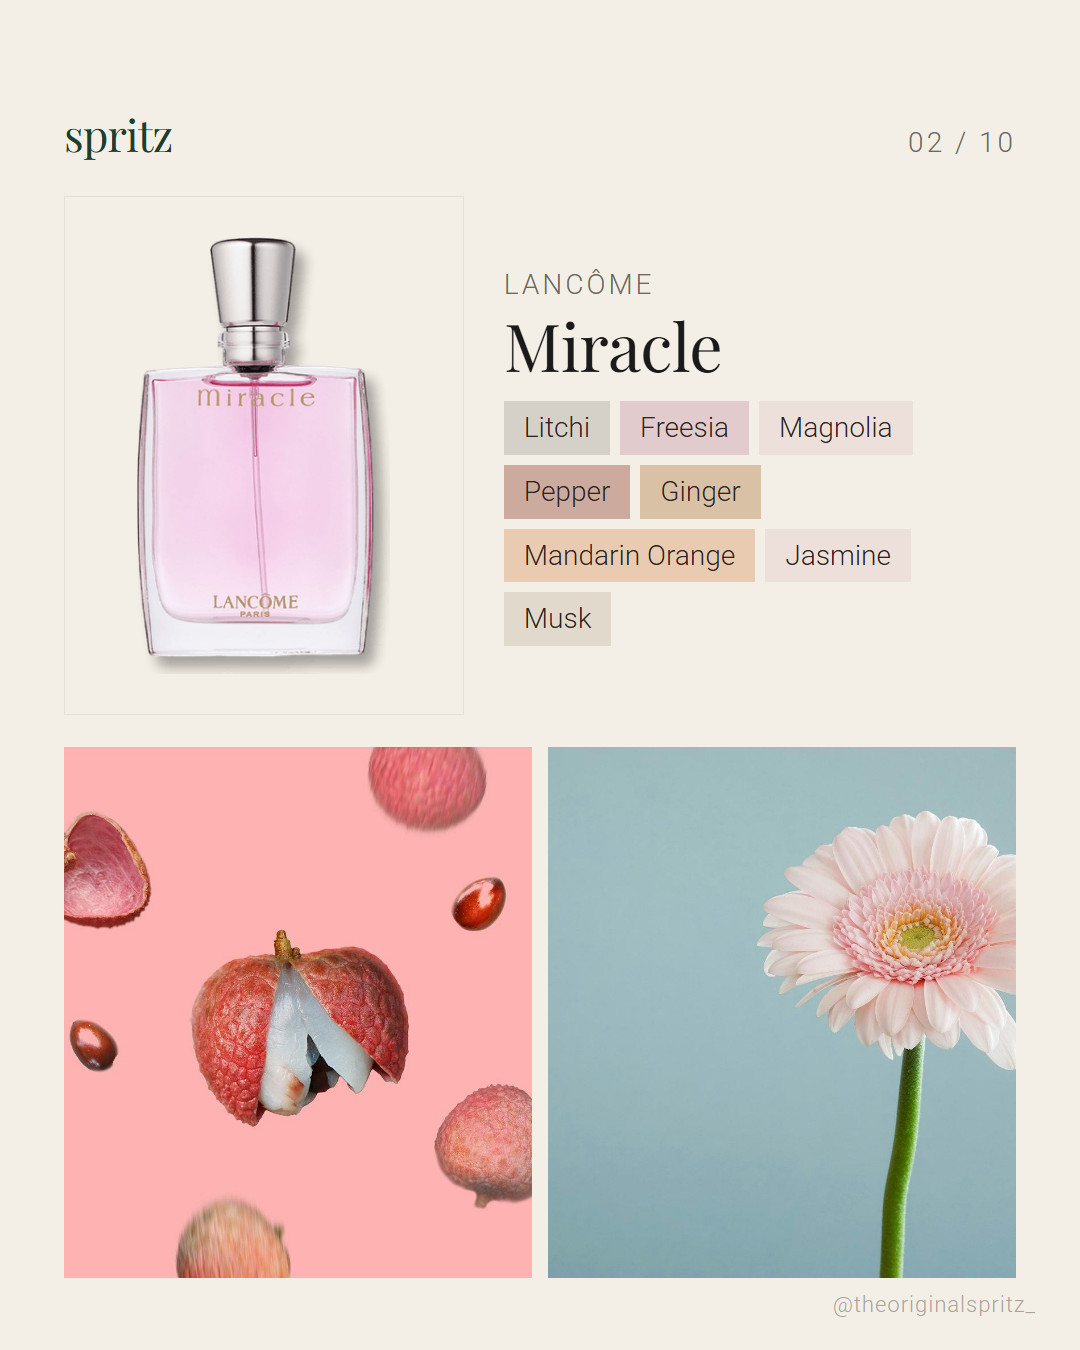 spritz
02 / 10
miracle
LANCÔME
PARIS
LANCÔME
Miracle
Litchi
Freesia
Magnolia
Pepper
Ginger
Mandarin Orange
Jasmine
Musk
@theoriginalspritz_